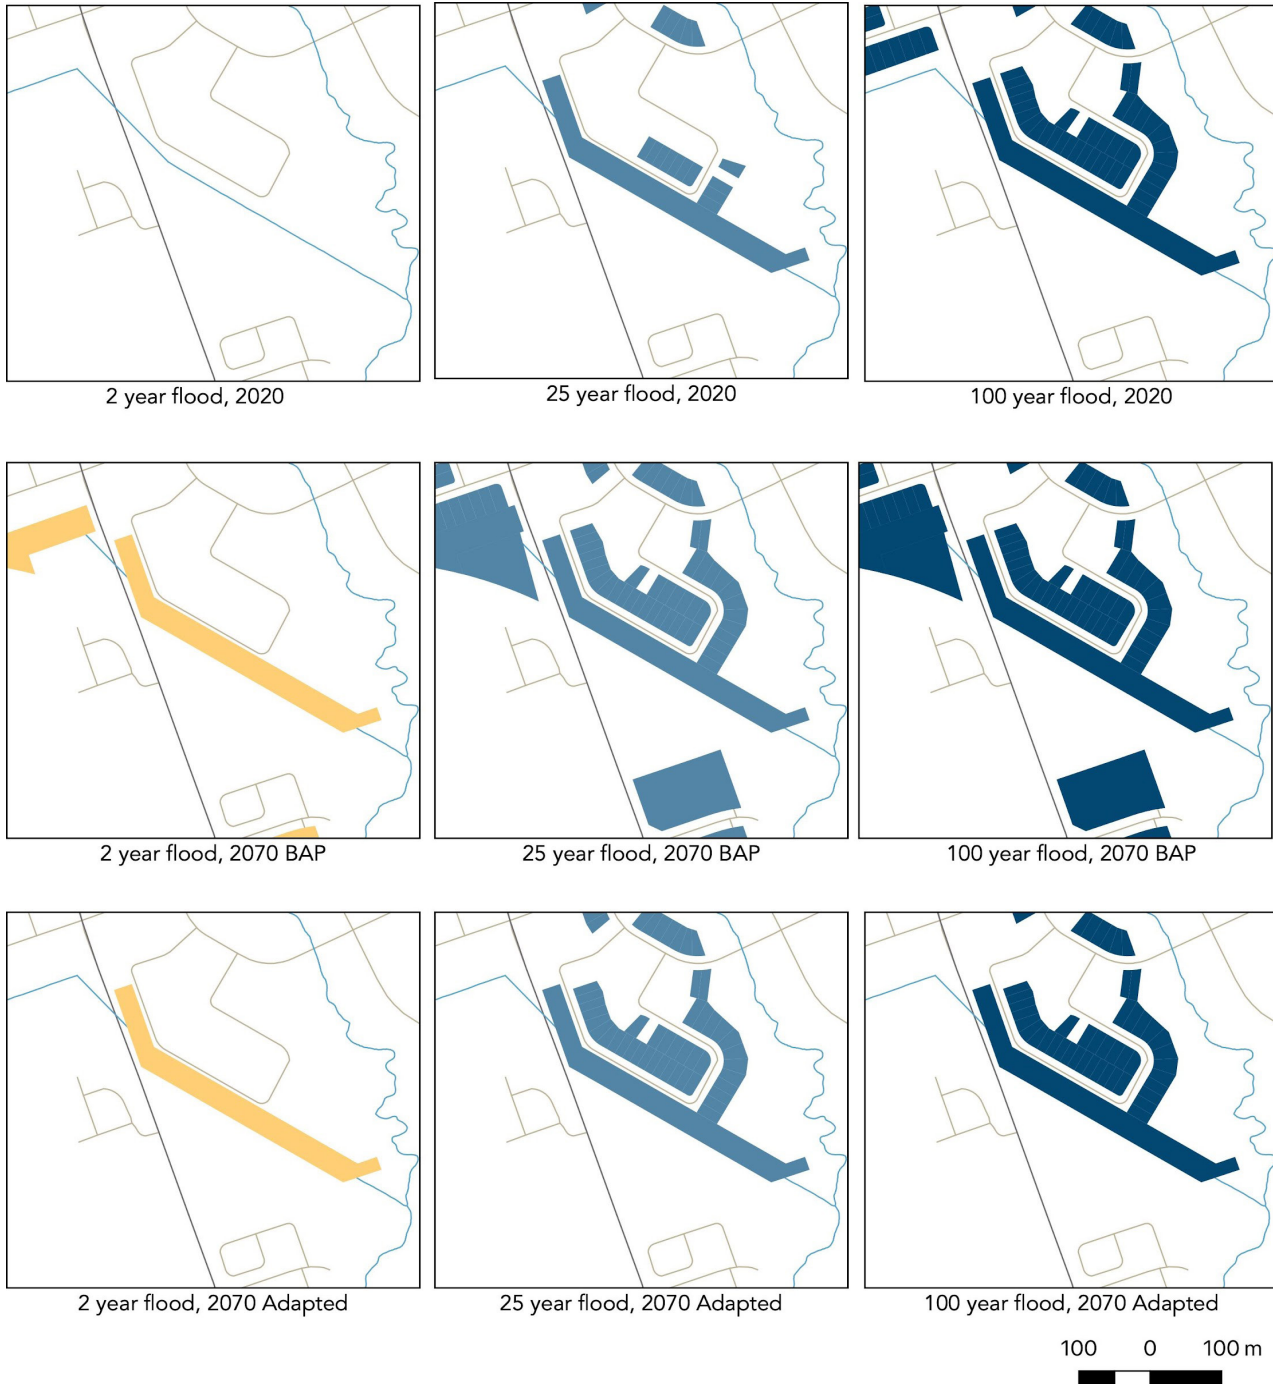 2 year flood, 2020
25 year flood, 2020
100 year flood, 2020
2 year flood, 2070 BAP
25 year flood, 2070 BAP
100 year flood, 2070 BAP
2 year flood, 2070 Adapted
25 year flood, 2070 Adapted
100 year flood, 2070 Adapted
100 0 100 m